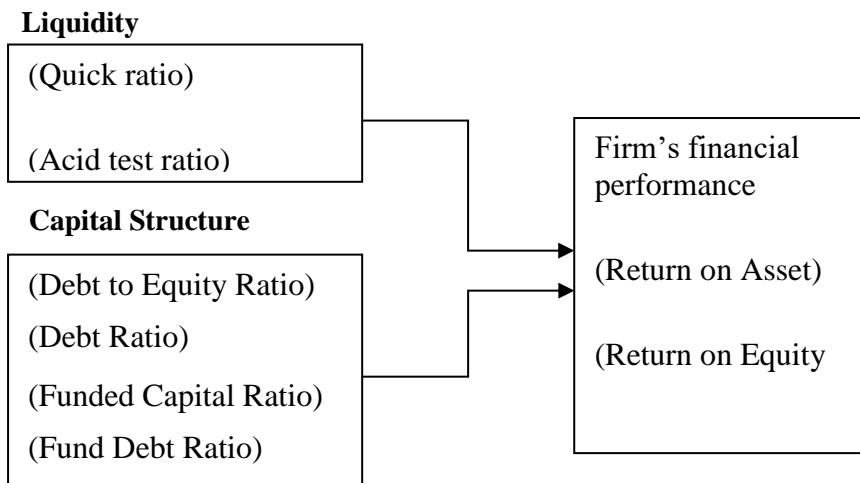 Liquidity
(Quick ratio)
(Acid test ratio)
Capital Structure
(Debt to Equity Ratio)
(Debt Ratio)
(Funded Capital Ratio)
(Fund Debt Ratio)
Firm’s financial
performance
(Return on Asset)
(Return on Equity